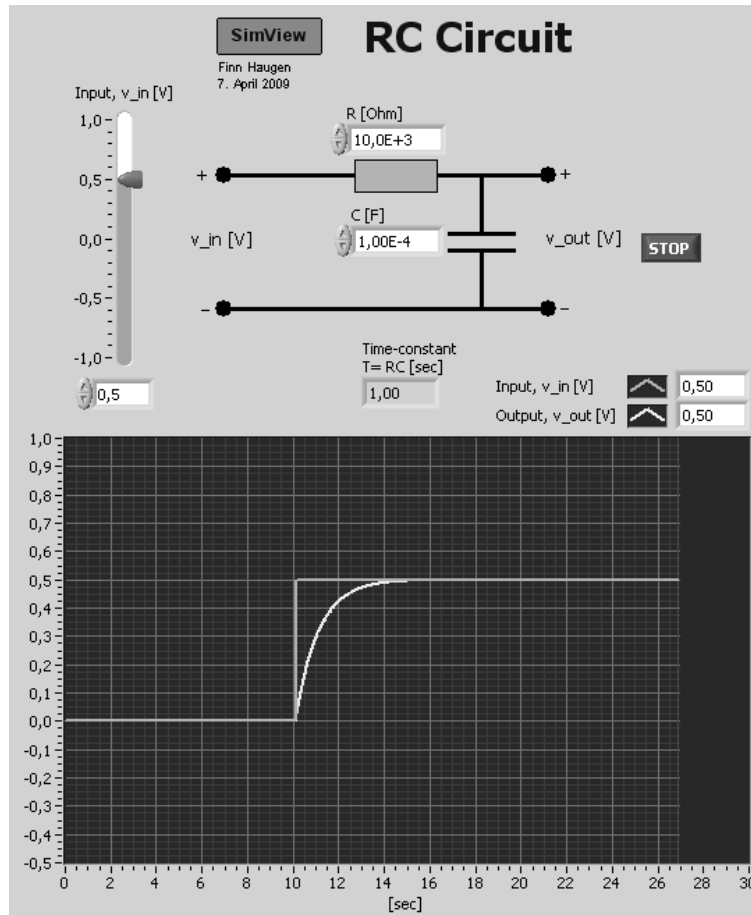 SimView
RC Circuit
Finn Haugen
7. April 2009
Input, v_in [V]
R [Ohm]
1,0
10,0E+3
0,5
+
+
C [F]
0,0
v_in [V]
1,00E-4
v_out [V]
STOP
-0,5
-
-
-1,0
Time-constant
T= RC [sec]
0,5
1,00
Input, v_in [V]
0,50
Output, v_out [V]
0,50
1,0
0,9
0,8
0,7
0,6
0,5
0,4
0,3
0,2
0,1
0,0
-0,1
-0,2
-0,3
-0,4
-0,5
0 2 4 6 8 10 12 14 16 18 20 22 24 26 28 30
[sec]